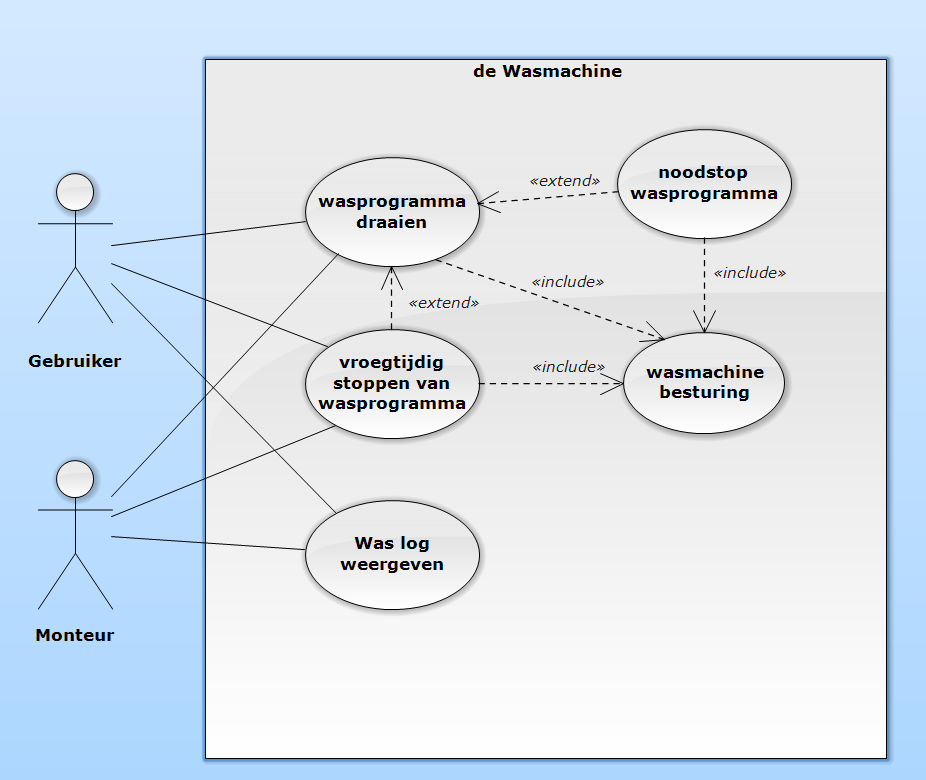 de Wasmachine
noodstop
wasprogramma
«extend»
wasprogramma
draaien
«include»
«include»
«extend»
Gebruiker
vroegtijdig
stoppen van
wasprogramma
«include»
wasmachine
besturing
Was log
weergeven
Monteur